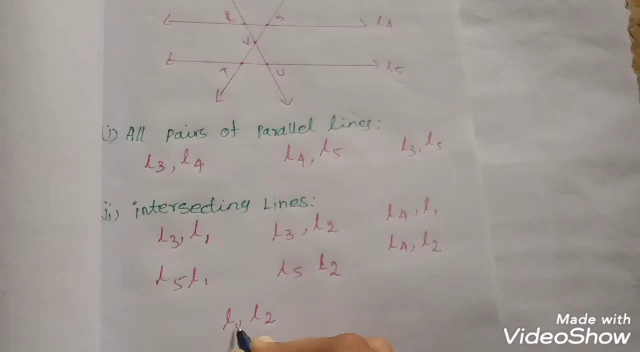 R S l4
V
T U l5
i) All pairs of parallel lines:
l3, l4 l4, l5 l3, l5
ii) intersecting Lines:
l3, l1 l3, l2 l4, l1
l4, l2
l5 l1 l5 l2
l1, l2
Made with
VideoShow